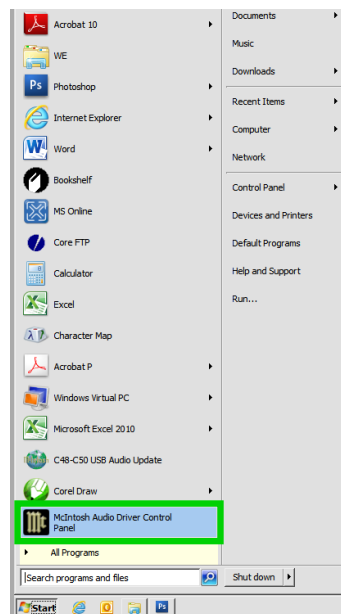 Acrobat 10
WE
Ps Photoshop
Internet Explorer
W Word
Bookshelf
MS Online
Core FTP
Calculator
Excel
Character Map
Acrobat P
Windows Virtual PC
Microsoft Excel 2010
C48-C50 USB Audio Update
Corel Draw
Mc McIntosh Audio Driver Control
Panel
All Programs
Search programs and files
Documents
Music
Downloads
Recent Items
Computer
Network
Control Panel
Devices and Printers
Default Programs
Help and Support
Run...
Shut down
Start
Ps